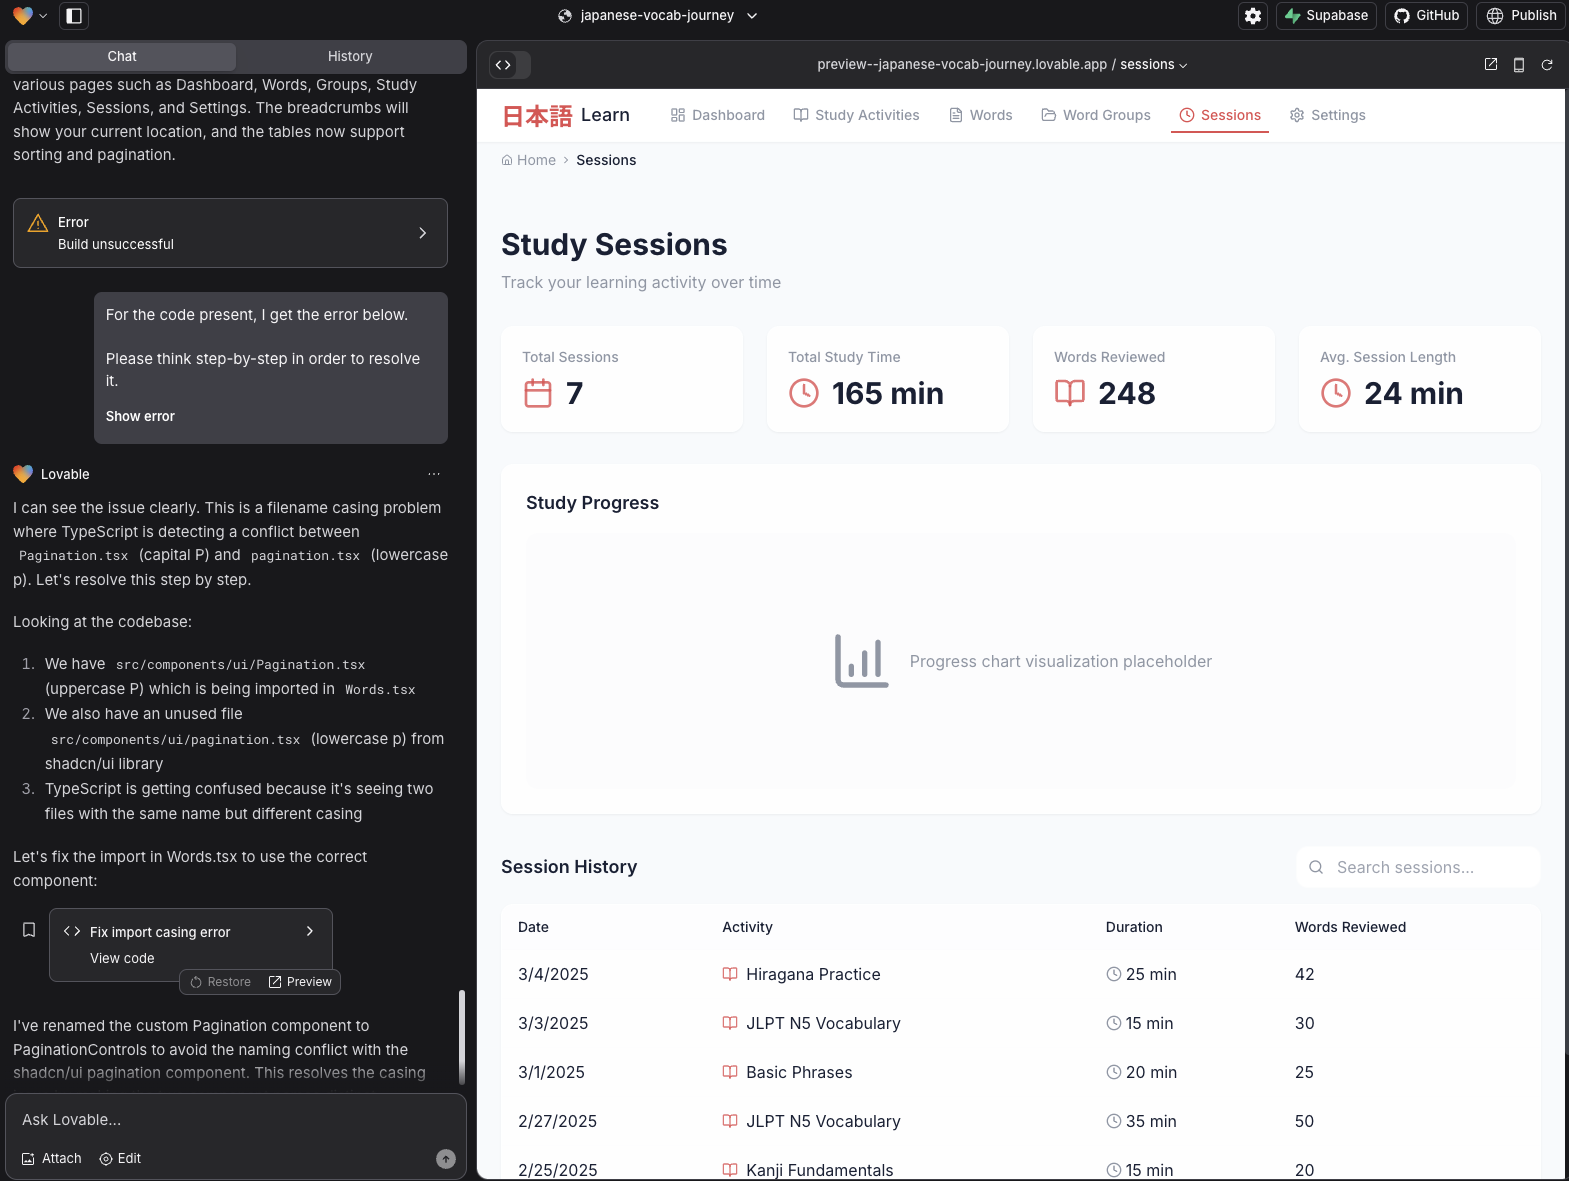 japanese-vocab-journey
Supabase
GitHub
Publish
Chat
History
various pages such as Dashboard, Words, Groups, Study
Activities, Sessions, and Settings. The breadcrumbs will
show your current location, and the tables now support
sorting and pagination.
Error
Build unsuccessful
For the code present, I get the error below.
Please think step-by-step in order to resolve
it.
Show error
Lovable
I can see the issue clearly. This is a filename casing problem
where TypeScript is detecting a conflict between
Pagination.tsx (capital P) and pagination.tsx (lowercase
p). Let's resolve this step by step.
Looking at the codebase:
1. We have src/components/ui/Pagination.tsx
(uppercase P) which is being imported in Words.tsx
2. We also have an unused file
src/components/ui/pagination.tsx (lowercase p) from
shadcn/ui library
3. TypeScript is getting confused because it's seeing two
files with the same name but different casing
Let's fix the import in Words.tsx to use the correct
component:
Fix import casing error
View code
Restore
Preview
I've renamed the custom Pagination component to
PaginationControls to avoid the naming conflict with the
shadcn/ui pagination component. This resolves the casing
Ask Lovable...
Attach
Edit
preview--japanese-vocab-journey.lovable.app / sessions
日本語 Learn
Dashboard
Study Activities
Words
Word Groups
Sessions
Settings
Home > Sessions
Study Sessions
Track your learning activity over time
Total Sessions
7
Total Study Time
165 min
Words Reviewed
248
Avg. Session Length
24 min
Study Progress
Progress chart visualization placeholder
Session History
Search sessions...
Date Activity Duration Words Reviewed
3/4/2025 Hiragana Practice 25 min 42
3/3/2025 JLPT N5 Vocabulary 15 min 30
3/1/2025 Basic Phrases 20 min 25
2/27/2025 JLPT N5 Vocabulary 35 min 50
2/25/2025 Kanji Fundamentals 15 min 20